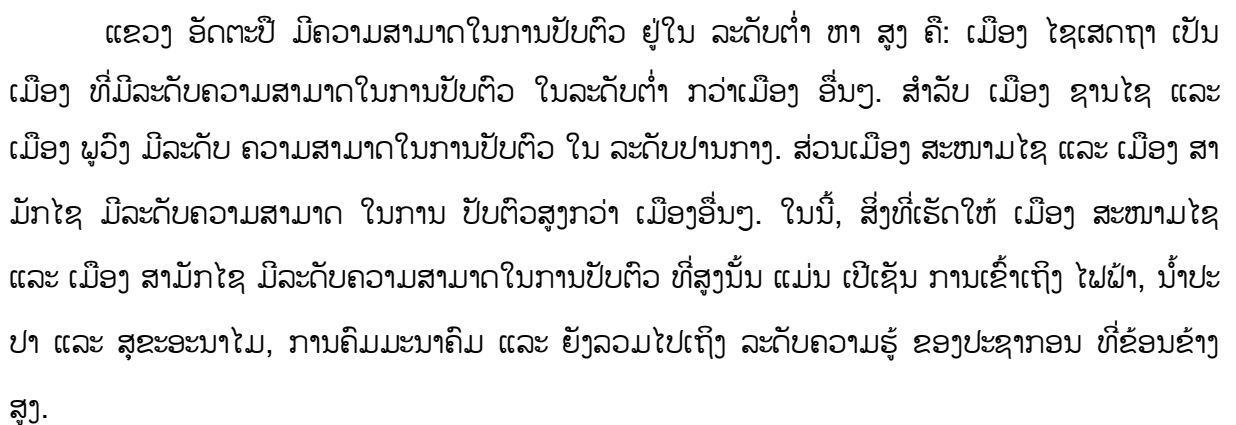 ແຂວງ ອັດຕະປື ມີຄວາມສາມາດໃນການປັບຕົວ ຢູ່ໃນ ລະດັບຕ່ຳ ຫາ ສູງ ຄື: ເມືອງ ໄຊເສດຖາ ເປັນ
ເມືອງ ທີ່ມີລະດັບຄວາມສາມາດໃນການປັບຕົວ ໃນລະດັບຕ່ຳ ກວ່າເມືອງ ອື່ນໆ. ສຳລັບ ເມືອງ ຊານໄຊ ແລະ
ເມືອງ ພູວົງ ມີລະດັບ ຄວາມສາມາດໃນການປັບຕົວ ໃນ ລະດັບປານກາງ. ສ່ວນເມືອງ ສະໜາມໄຊ ແລະ ເມືອງ ສາ
ມັກໄຊ ມີລະດັບຄວາມສາມາດ ໃນການ ປັບຕົວສູງກວ່າ ເມືອງອື່ນໆ. ໃນນີ້, ສິ່ງທີ່ເຮັດໃຫ້ ເມືອງ ສະໜາມໄຊ
ແລະ ເມືອງ ສາມັກໄຊ ມີລະດັບຄວາມສາມາດໃນການປັບຕົວ ທີ່ສູງນັ້ນ ແມ່ນ ເປີເຊັນ ການເຂົ້າເຖິງ ໄຟຟ້າ, ນ້ຳປະ
ປາ ແລະ ສຸຂະອະນາໄມ, ການຄົມມະນາຄົມ ແລະ ຍັງລວມໄປເຖິງ ລະດັບຄວາມຮູ້ ຂອງປະຊາກອນ ທີ່ຂ້ອນຂ້າງ
ສູງ.